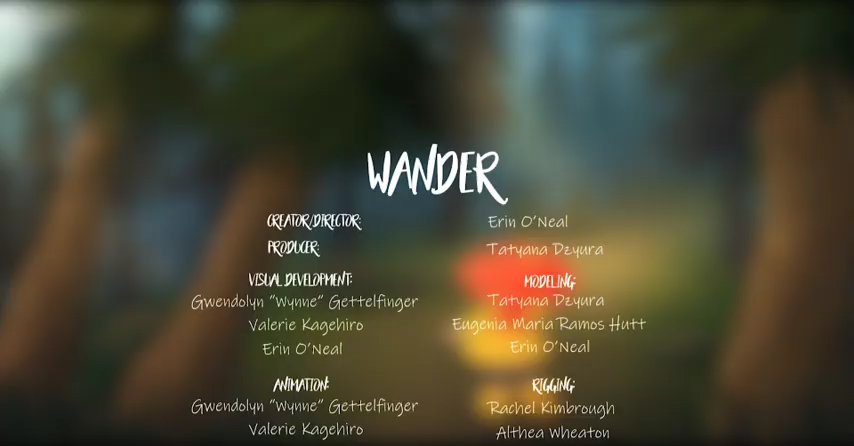 WANDER
CREATOR/DIRECTOR: Erin O'Neal
PRODUCER: Tatyana Dzyura
VISUAL DEVELOPMENT:
Gwendolyn "Wynne" Gettelfinger
Valerie Kagehiro
Erin O'Neal
MODELING:
Tatyana Dzyura
Eugenia Maria Ramos Hutt
Erin O'Neal
ANIMATION:
Gwendolyn "Wynne" Gettelfinger
Valerie Kagehiro
RIGGING:
Rachel Kimbrough
Althea Wheaton